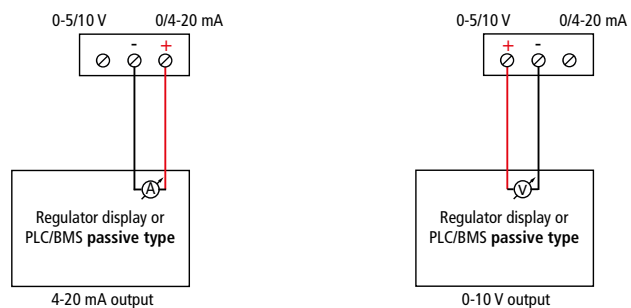 0-5/10 V 0/4-20 mA
- +
A
Regulator display or
PLC/BMS passive type
4-20 mA output
0-5/10 V 0/4-20 mA
+ -
V
Regulator display or
PLC/BMS passive type
0-10 V output